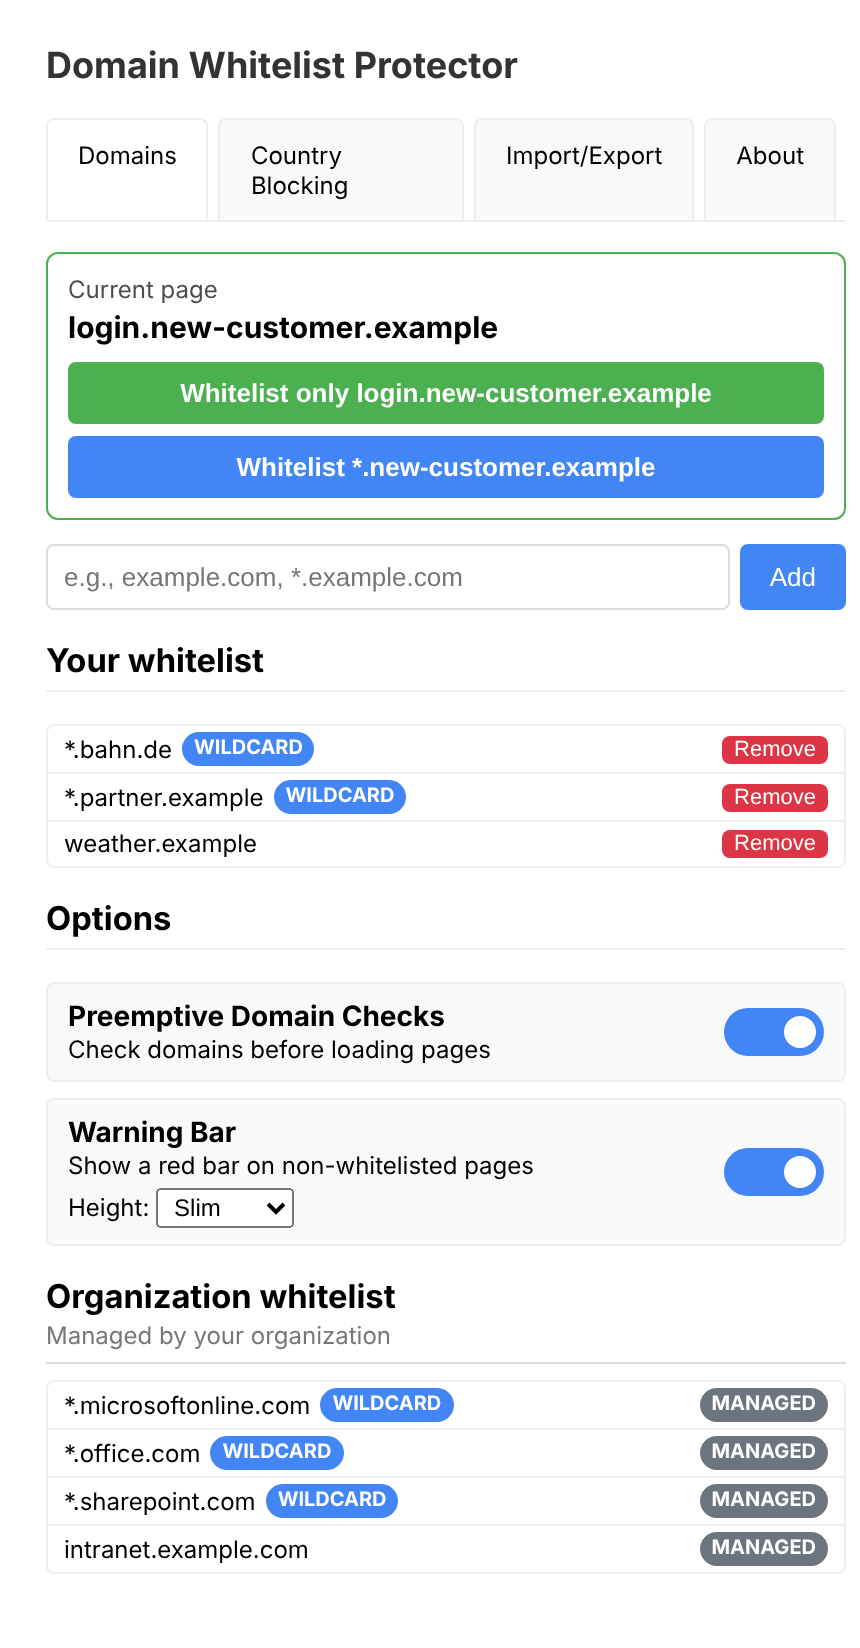 Domain Whitelist Protector
Domains
Country
Blocking
Import/Export
About
Current page
login.new-customer.example
Whitelist only login.new-customer.example
Whitelist *.new-customer.example
e.g., example.com, *.example.com
Add
Your whitelist
*.bahn.de WILDCARD Remove
*.partner.example WILDCARD Remove
weather.example Remove
Options
Preemptive Domain Checks
Check domains before loading pages
Warning Bar
Show a red bar on non-whitelisted pages
Height: Slim
Organization whitelist
Managed by your organization
*.microsoftonline.com WILDCARD MANAGED
*.office.com WILDCARD MANAGED
*.sharepoint.com WILDCARD MANAGED
intranet.example.com MANAGED